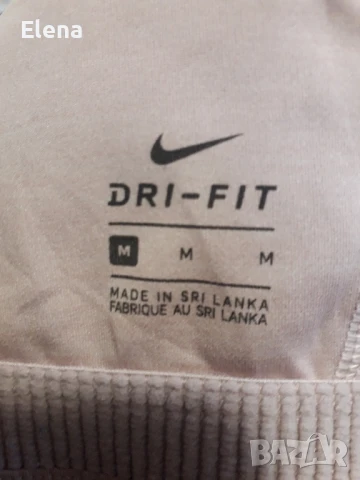 Elena
DRI-FIT
M M M
MADE IN SRI LANKA
FABRIQUE AU SRI LANKA
BAZAR